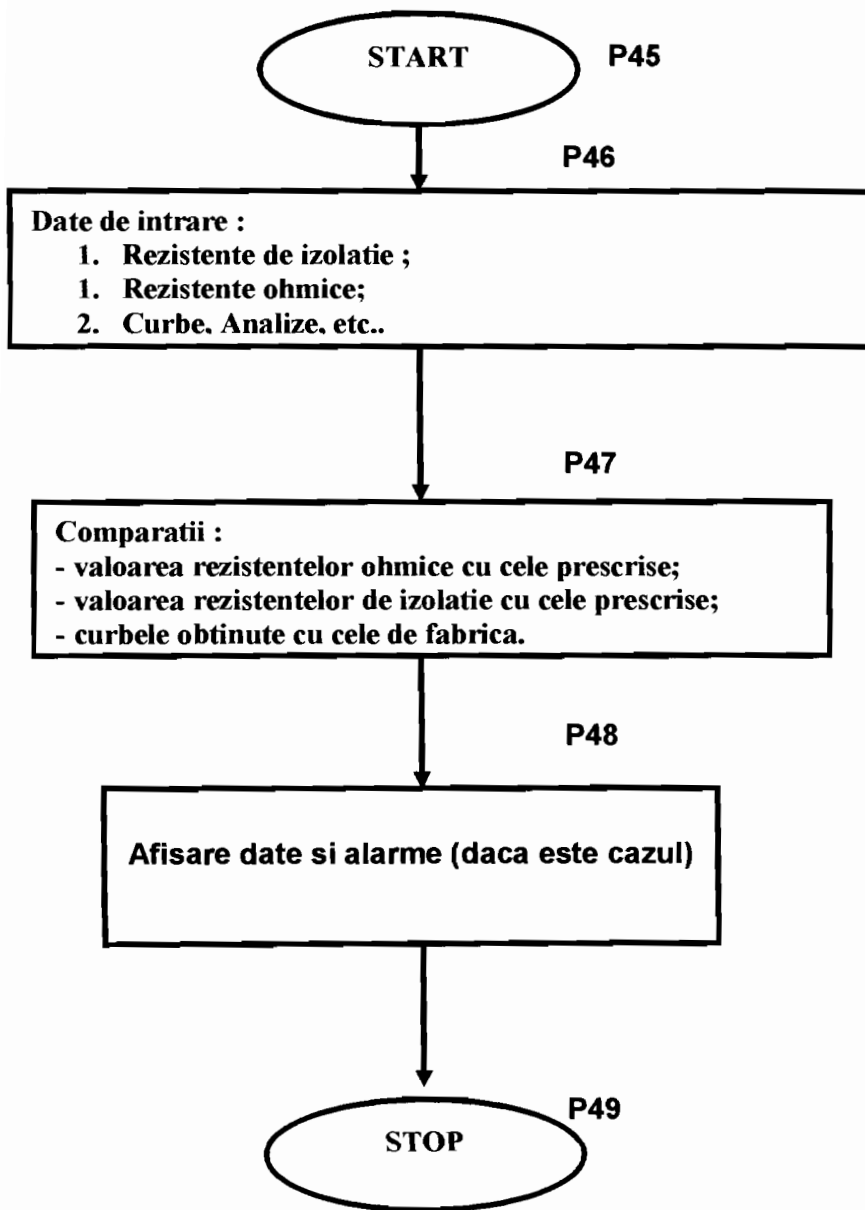 START
P45
P46
Date de intrare :
1. Rezistente de izolatie ;
1. Rezistente ohmice;
2. Curbe, Analize, etc..
P47
Comparatii :
- valoarea rezistentelor ohmice cu cele prescrise;
- valoarea rezistentelor de izolatie cu cele prescrise;
- curbele obtinute cu cele de fabrica.
P48
Afisare date si alarme (daca este cazul)
P49
STOP